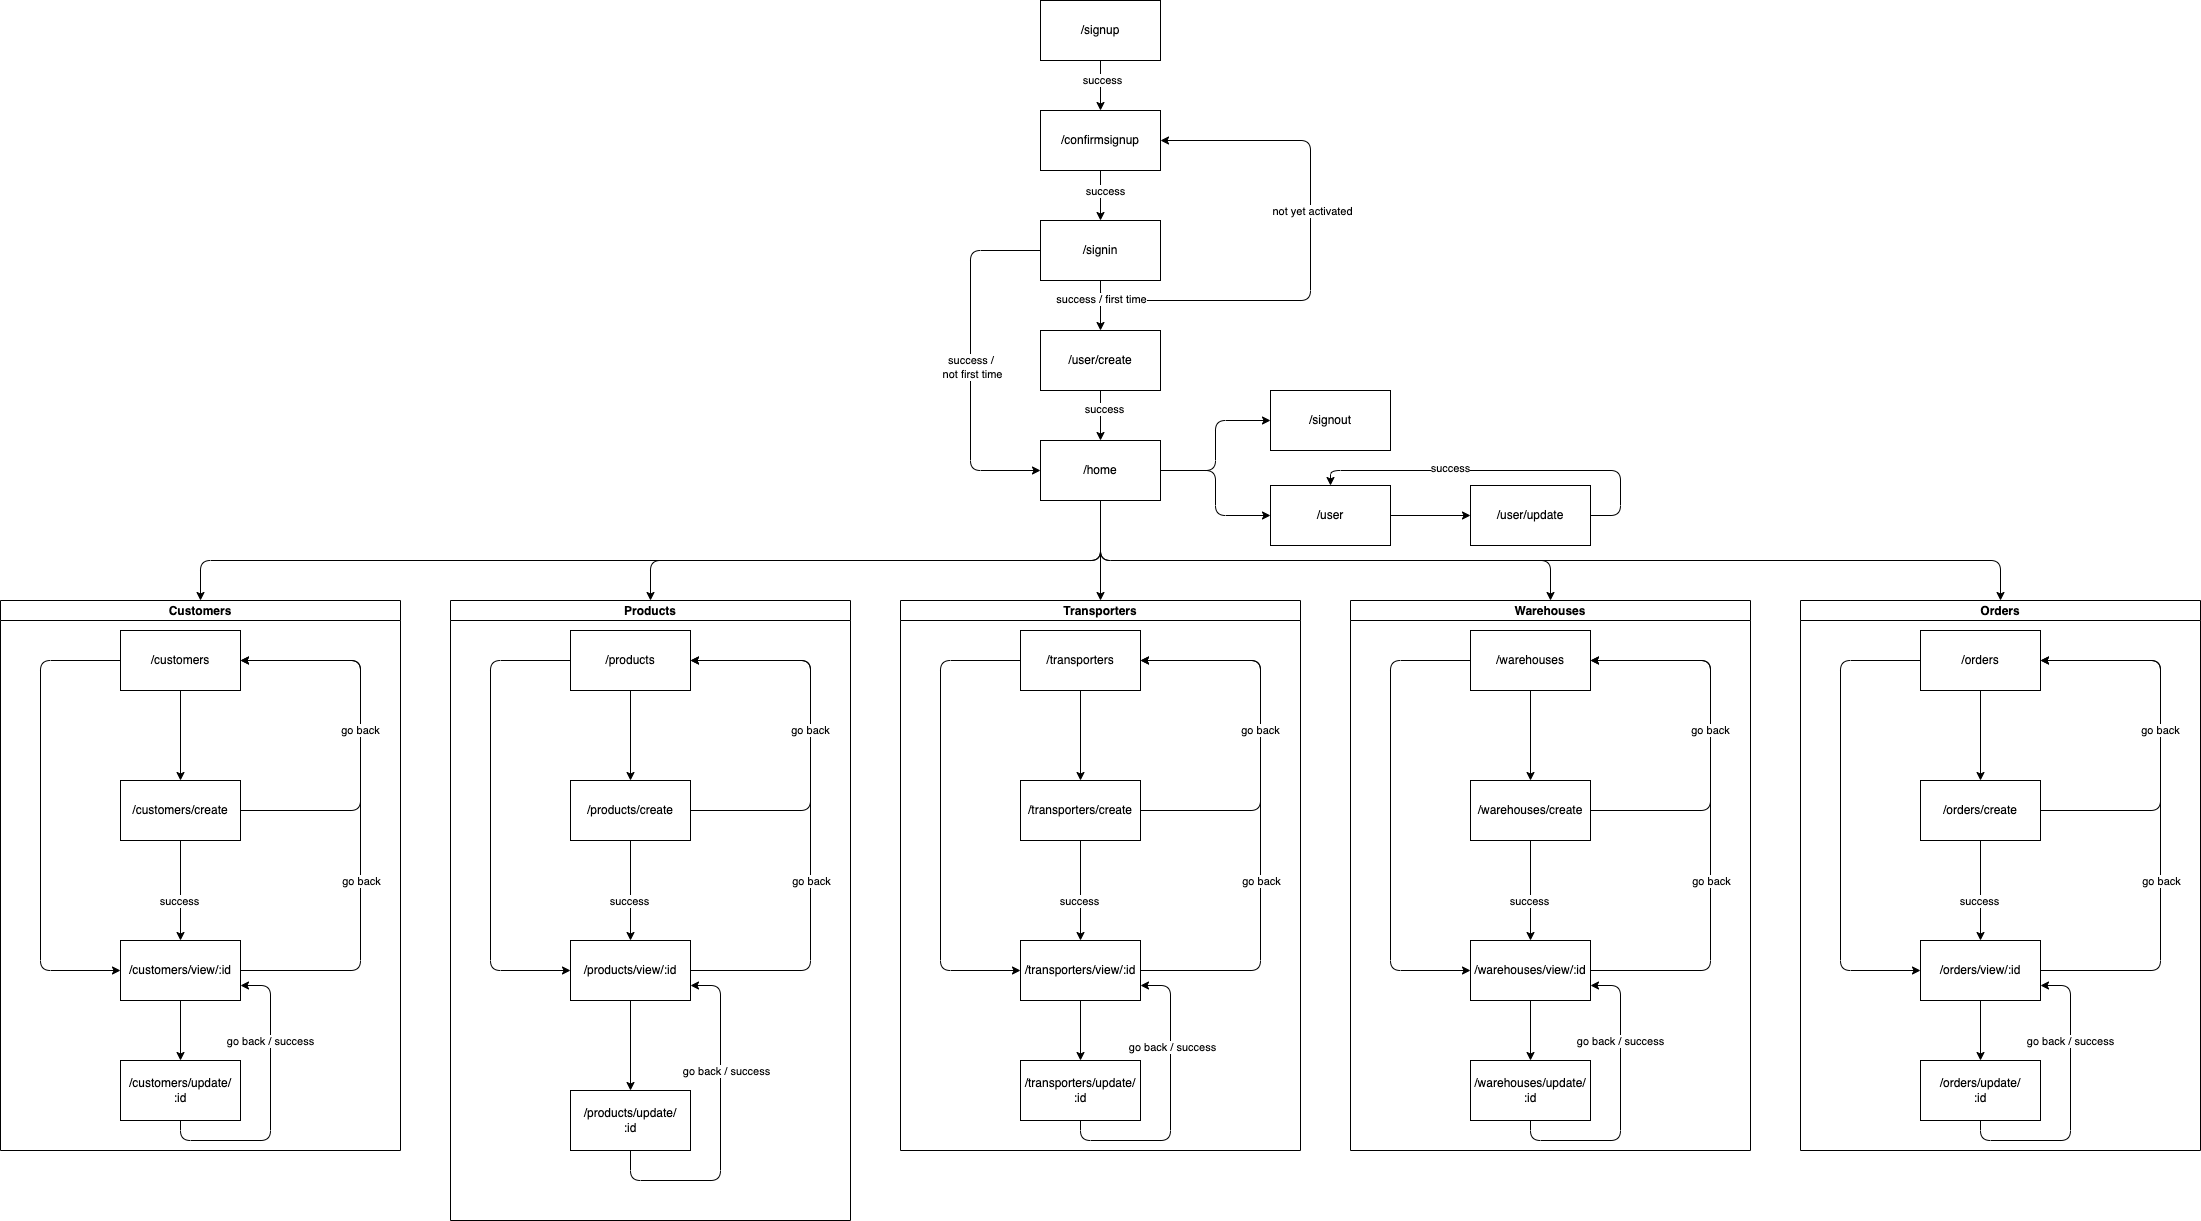 /signup
success
/confirmsignup
success
not yet activated
/signin
success / first time
success /
not first time
/user/create
success
/signout
/home
success
/user
/user/update
Customers
/customers
go back
/customers/create
go back
success
/customers/view/:id
go back / success
/customers/update/
:id
Products
/products
go back
/products/create
go back
success
/products/view/:id
go back / success
/products/update/
:id
Transporters
/transporters
go back
/transporters/create
go back
success
/transporters/view/:id
go back / success
/transporters/update/
:id
Warehouses
/warehouses
go back
/warehouses/create
go back
success
/warehouses/view/:id
go back / success
/warehouses/update/
:id
Orders
/orders
go back
/orders/create
go back
success
/orders/view/:id
go back / success
/orders/update/
:id